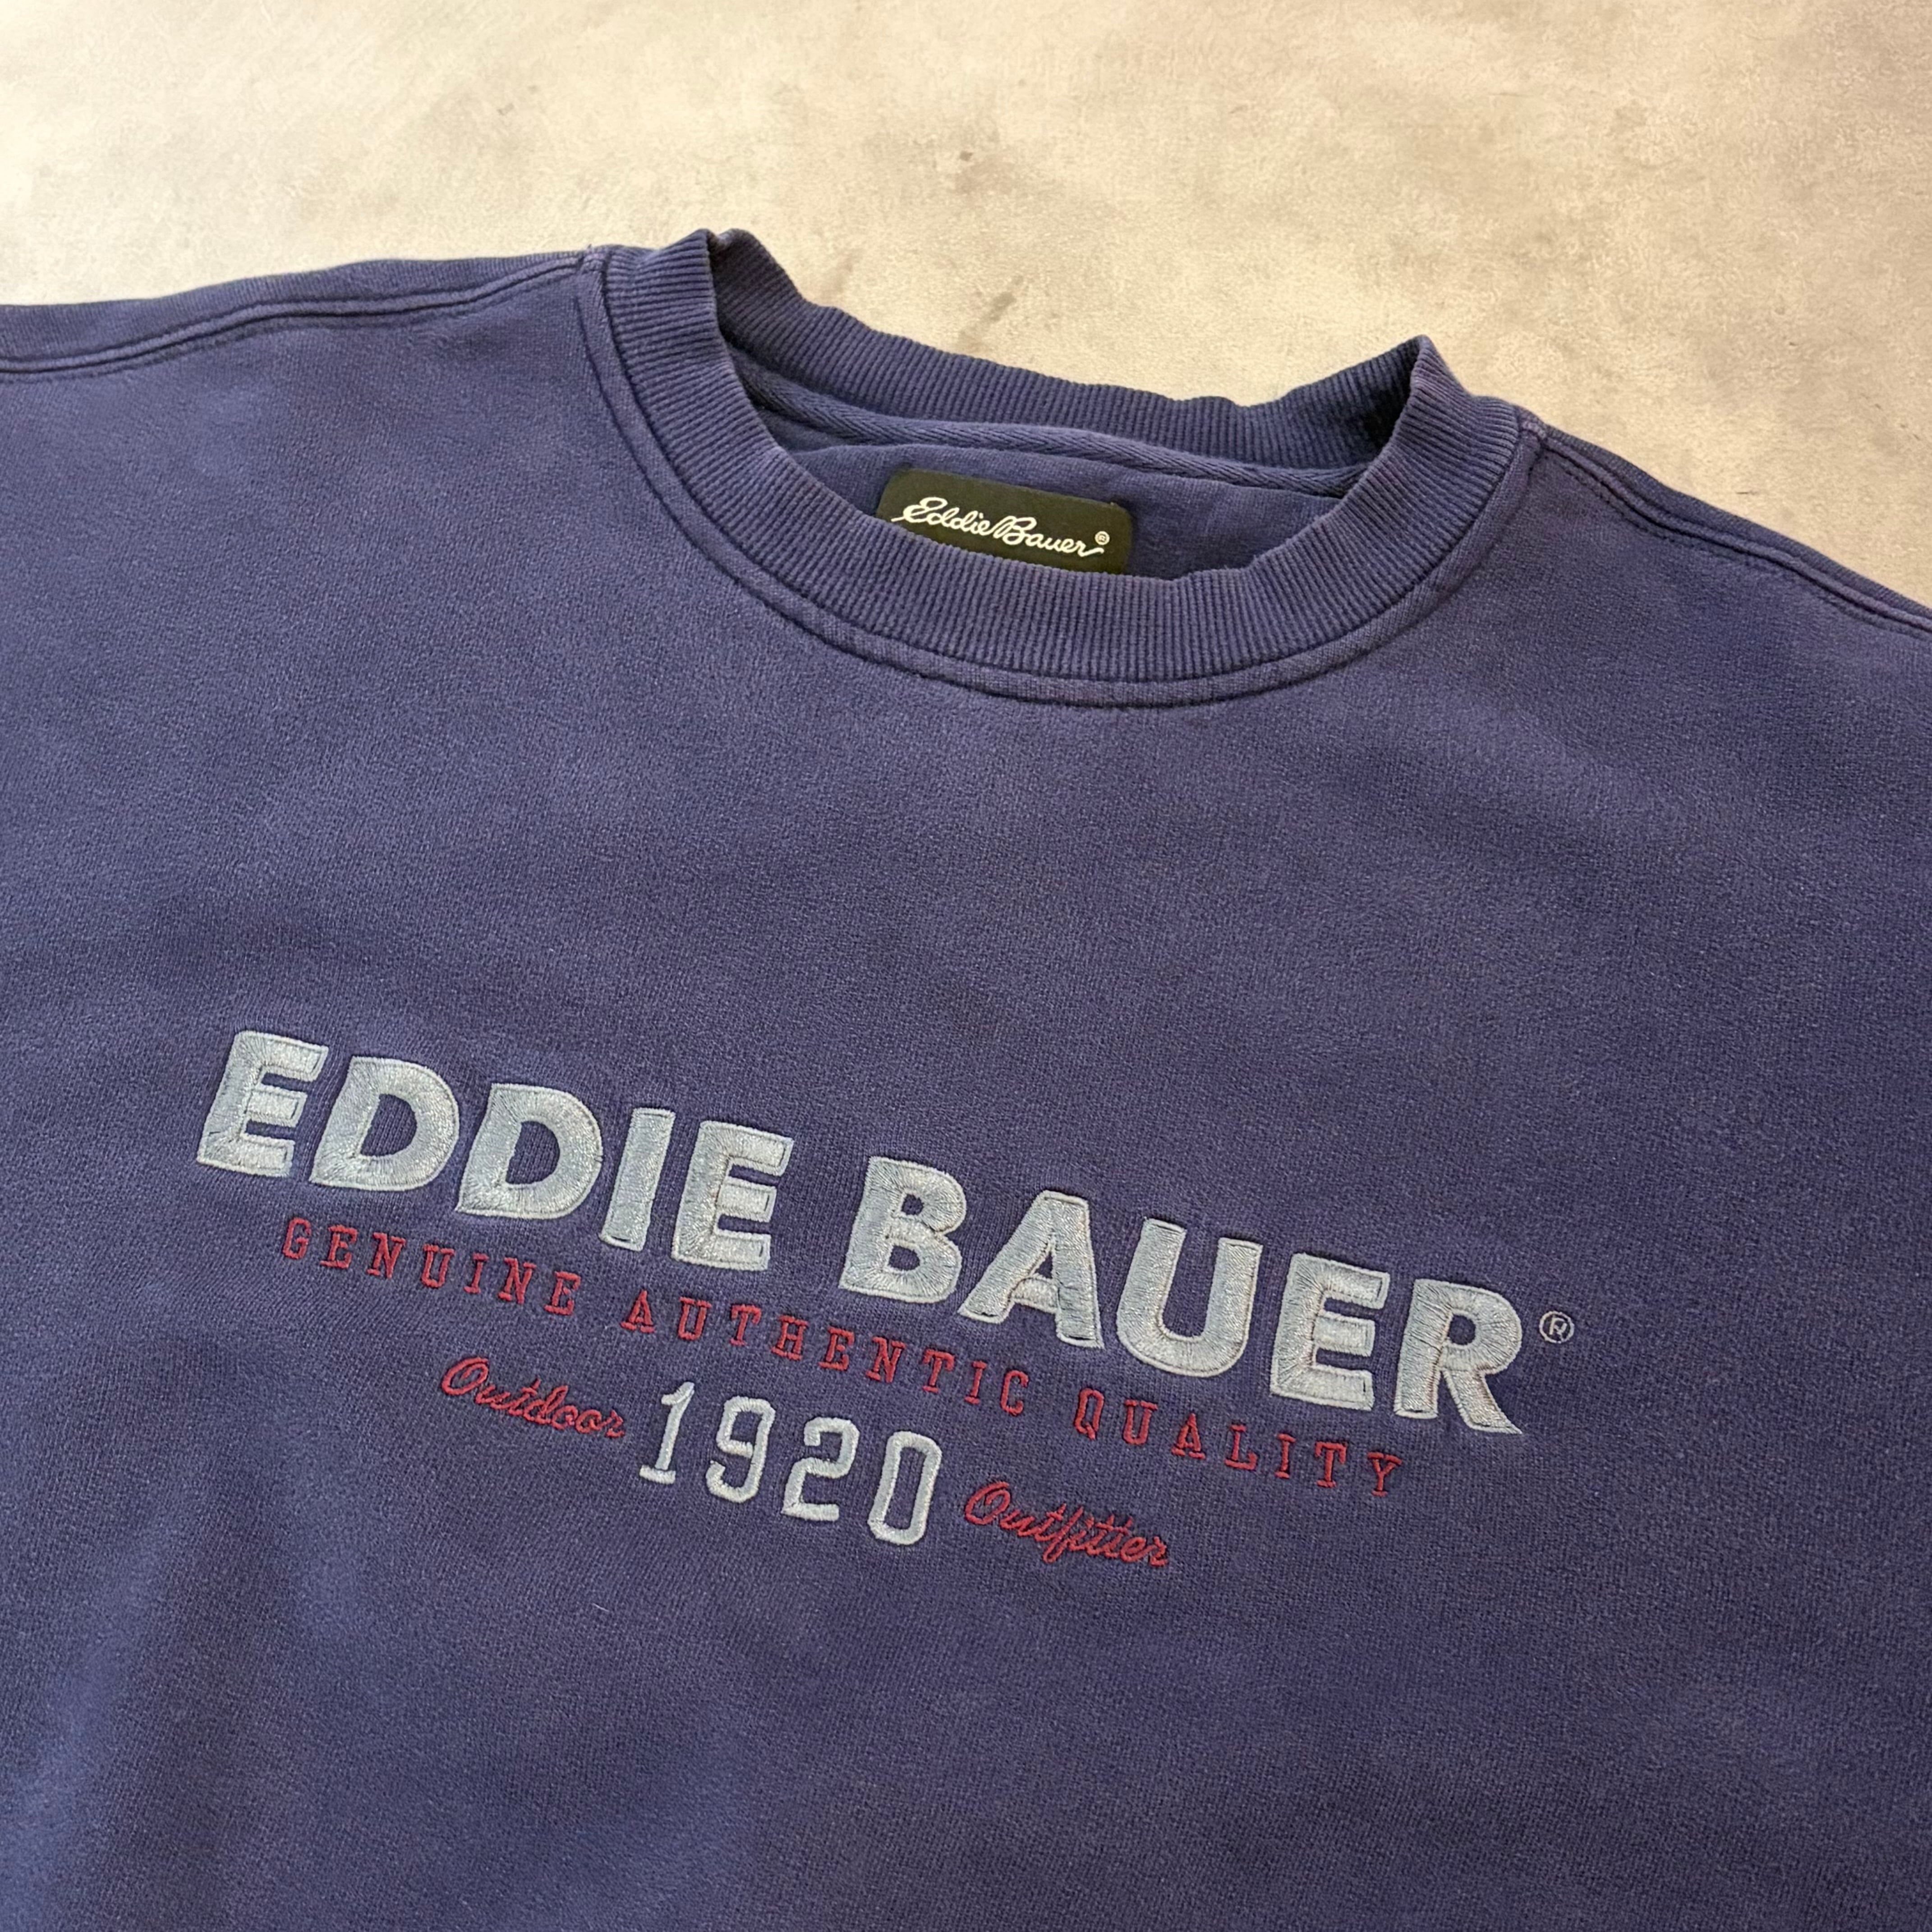 Eddie Bauer®
EDDIE BAUER®
GENUINE AUTHENTIC QUALITY
Outdoor 1920 Outfitter